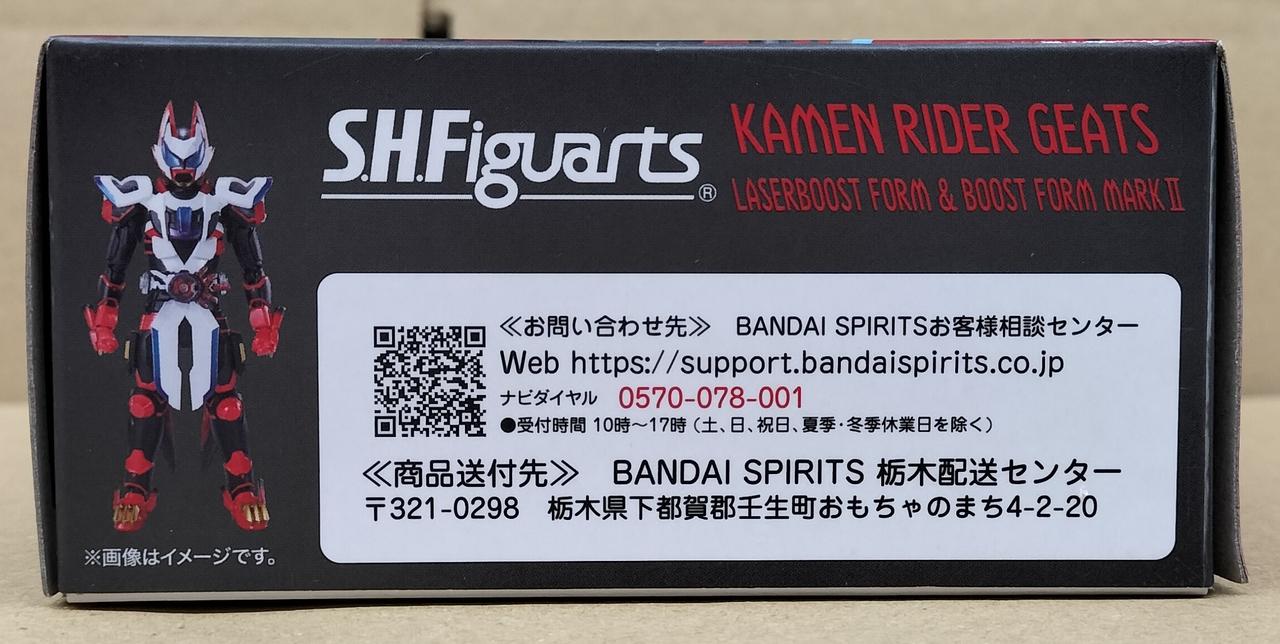 S.H.Figuarts®
KAMEN RIDER GEATS
LASERBOOST FORM & BOOST FORM MARKⅡ
≪お問い合わせ先≫ BANDAI SPIRITSお客様相談センター
Web https://support.bandaispirits.co.jp
ナビダイヤル 0570-078-001
●受付時間 10時～17時（土、日、祝日、夏季・冬季休業日を除く）
≪商品送付先≫ BANDAI SPIRITS 栃木配送センター
〒321-0298 栃木県下都賀郡壬生町おもちゃのまち4-2-20
※画像はイメージです。